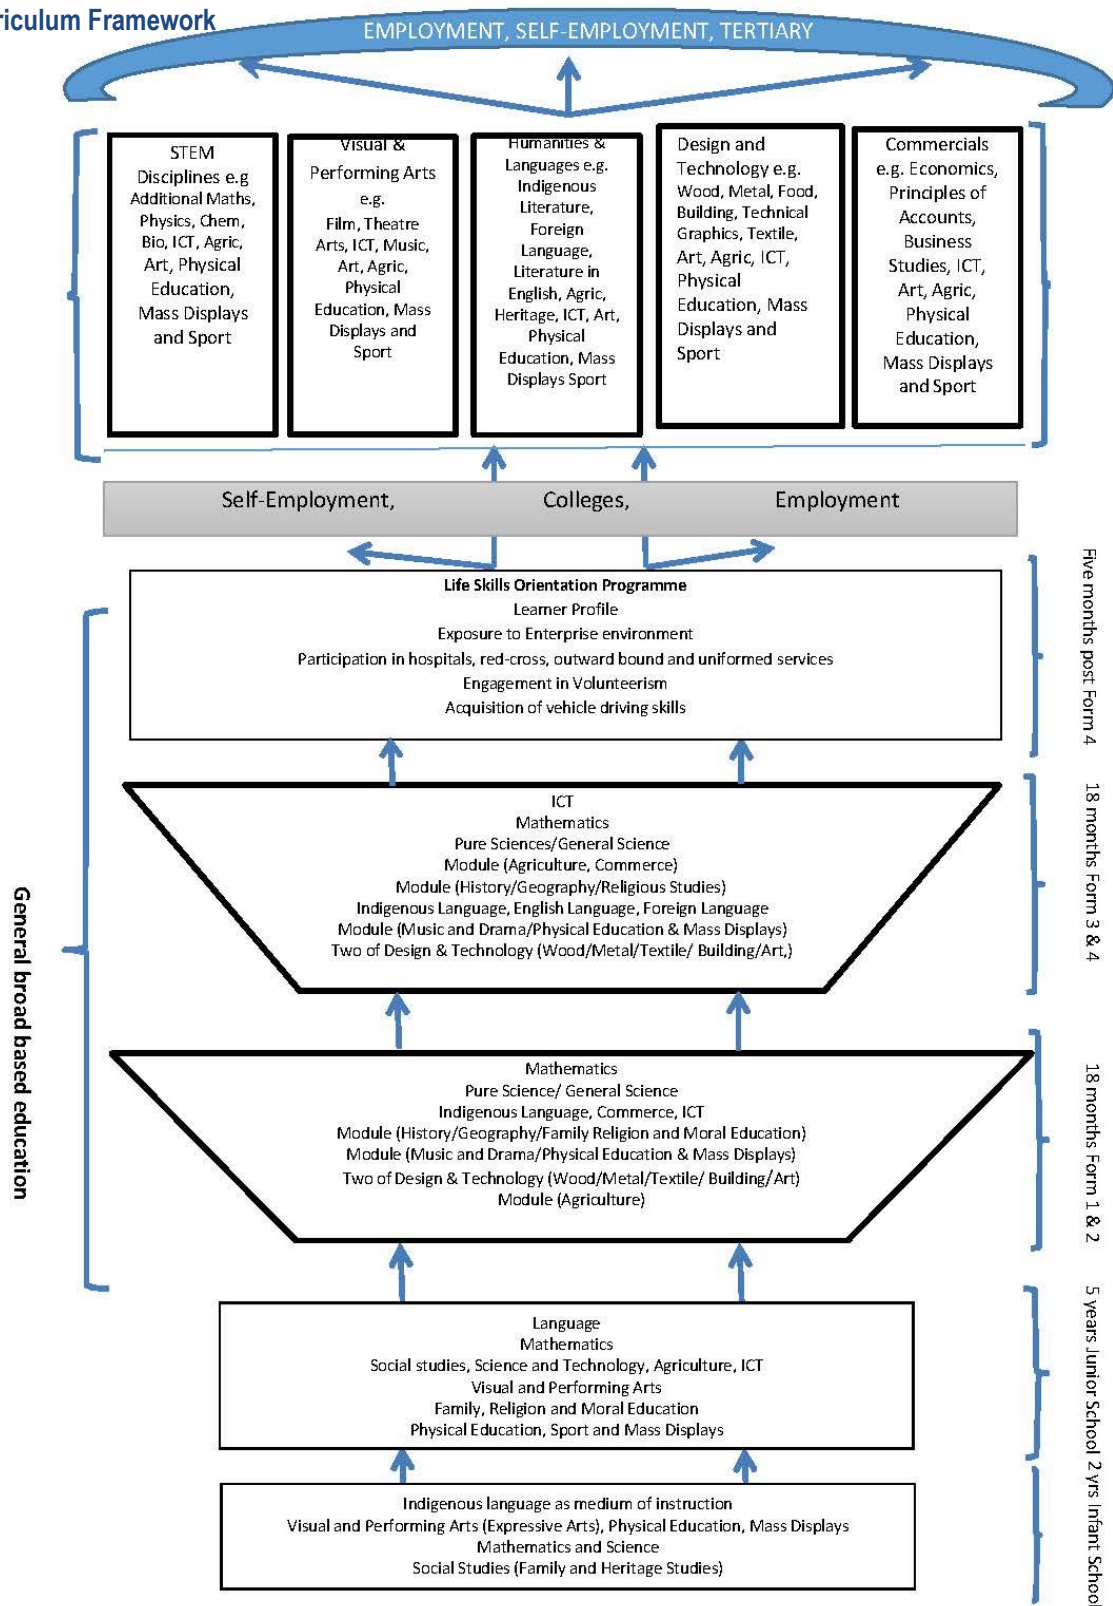 riculum Framework
EMPLOYMENT, SELF-EMPLOYMENT, TERTIARY
STEM
Disciplines e.g
Additional Maths,
Physics, Chem,
Bio, ICT, Agric,
Art, Physical
Education,
Mass Displays
and Sport
Visual &
Performing Arts
e.g.
Film, Theatre
Arts, ICT, Music,
Art, Agric,
Physical
Education, Mass
Displays and
Sport
Humanities &
Languages e.g.
Indigenous
Literature,
Foreign
Language,
Literature in
English, Agric,
Heritage, ICT, Art,
Physical
Education, Mass
Displays Sport
Design and
Technology e.g.
Wood, Metal, Food,
Building, Technical
Graphics, Textile,
Art, Agric, ICT,
Physical
Education, Mass
Displays and
Sport
Commercials
e.g. Economics,
Principles of
Accounts,
Business
Studies, ICT,
Art, Agric,
Physical
Education,
Mass Displays
and Sport
Self-Employment, Colleges, Employment
Life Skills Orientation Programme
Learner Profile
Exposure to Enterprise environment
Participation in hospitals, red-cross, outward bound and uniformed services
Engagement in Volunteerism
Acquisition of vehicle driving skills
Five months post Form 4
ICT
Mathematics
Pure Sciences/General Science
Module (Agriculture, Commerce)
Module (History/Geography/Religious Studies)
Indigenous Language, English Language, Foreign Language
Module (Music and Drama/Physical Education & Mass Displays)
Two of Design & Technology (Wood/Metal/Textile/ Building/Art,)
18 months Form 3 & 4
General broad based education
Mathematics
Pure Science/ General Science
Indigenous Language, Commerce, ICT
Module (History/Geography/Family Religion and Moral Education)
Module (Music and Drama/Physical Education & Mass Displays)
Two of Design & Technology (Wood/Metal/Textile/ Building/Art)
Module (Agriculture)
18 months Form 1 & 2
Language
Mathematics
Social studies, Science and Technology, Agriculture, ICT
Visual and Performing Arts
Family, Religion and Moral Education
Physical Education, Sport and Mass Displays
5 years Junior School
Indigenous language as medium of instruction
Visual and Performing Arts (Expressive Arts), Physical Education, Mass Displays
Mathematics and Science
Social Studies (Family and Heritage Studies)
2 yrs Infant School